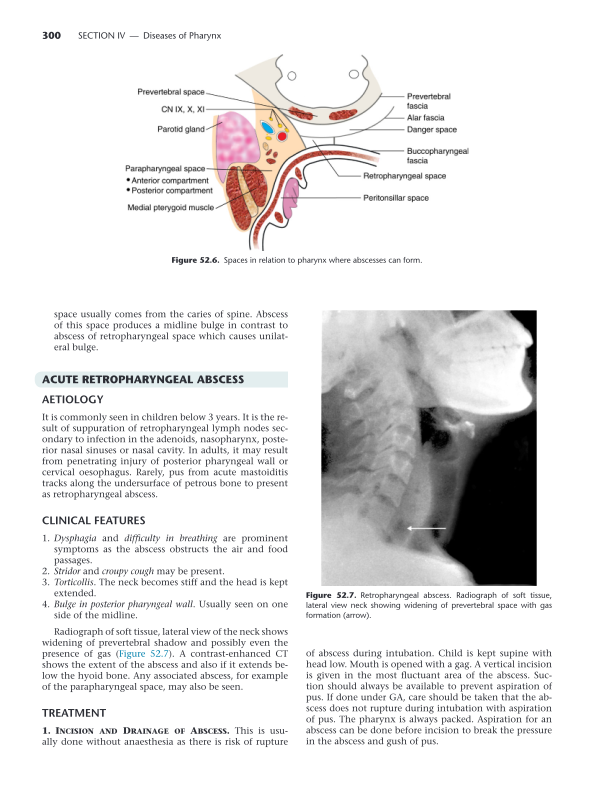 300 SECTION IV — Diseases of Pharynx
Prevertebral space
CN IX, X, XI
Parotid gland
Parapharyngeal space
• Anterior compartment
• Posterior compartment
Medial pterygoid muscle
Prevertebral
fascia
Alar fascia
Danger space
Buccopharyngeal
fascia
Retropharyngeal space
Peritonsillar space
Figure 52.6. Spaces in relation to pharynx where abscesses can form.
space usually comes from the caries of spine. Abscess
of this space produces a midline bulge in contrast to
abscess of retropharyngeal space which causes unilat-
eral bulge.
ACUTE RETROPHARYNGEAL ABSCESS
AETIOLOGY
It is commonly seen in children below 3 years. It is the re-
sult of suppuration of retropharyngeal lymph nodes sec-
ondary to infection in the adenoids, nasopharynx, poste-
rior nasal sinuses or nasal cavity. In adults, it may result
from penetrating injury of posterior pharyngeal wall or
cervical oesophagus. Rarely, pus from acute mastoiditis
tracks along the undersurface of petrous bone to present
as retropharyngeal abscess.
CLINICAL FEATURES
1. Dysphagia and difficulty in breathing are prominent
symptoms as the abscess obstructs the air and food
passages.
2. Stridor and croupy cough may be present.
3. Torticollis. The neck becomes stiff and the head is kept
extended.
4. Bulge in posterior pharyngeal wall. Usually seen on one
side of the midline.
Radiograph of soft tissue, lateral view of the neck shows
widening of prevertebral shadow and possibly even the
presence of gas (Figure 52.7). A contrast-enhanced CT
shows the extent of the abscess and also if it extends be-
low the hyoid bone. Any associated abscess, for example
of the parapharyngeal space, may also be seen.
TREATMENT
1. INCISION AND DRAINAGE OF ABSCESS. This is usu-
ally done without anaesthesia as there is risk of rupture
Figure 52.7. Retropharyngeal abscess. Radiograph of soft tissue,
lateral view neck showing widening of prevertebral space with gas
formation (arrow).
of abscess during intubation. Child is kept supine with
head low. Mouth is opened with a gag. A vertical incision
is given in the most fluctuant area of the abscess. Suc-
tion should always be available to prevent aspiration of
pus. If done under GA, care should be taken that the ab-
scess does not rupture during intubation with aspiration
of pus. The pharynx is always packed. Aspiration for an
abscess can be done before incision to break the pressure
in the abscess and gush of pus.